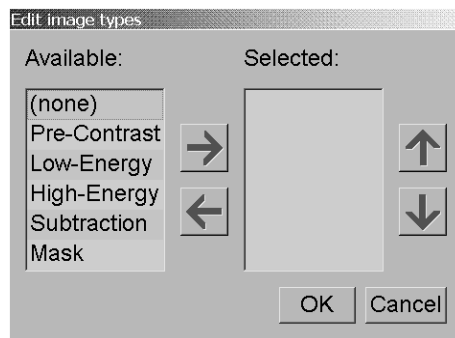 Edit image types
Available: Selected:
(none)
Pre-Contrast
Low-Energy
High-Energy
Subtraction
Mask
OK Cancel